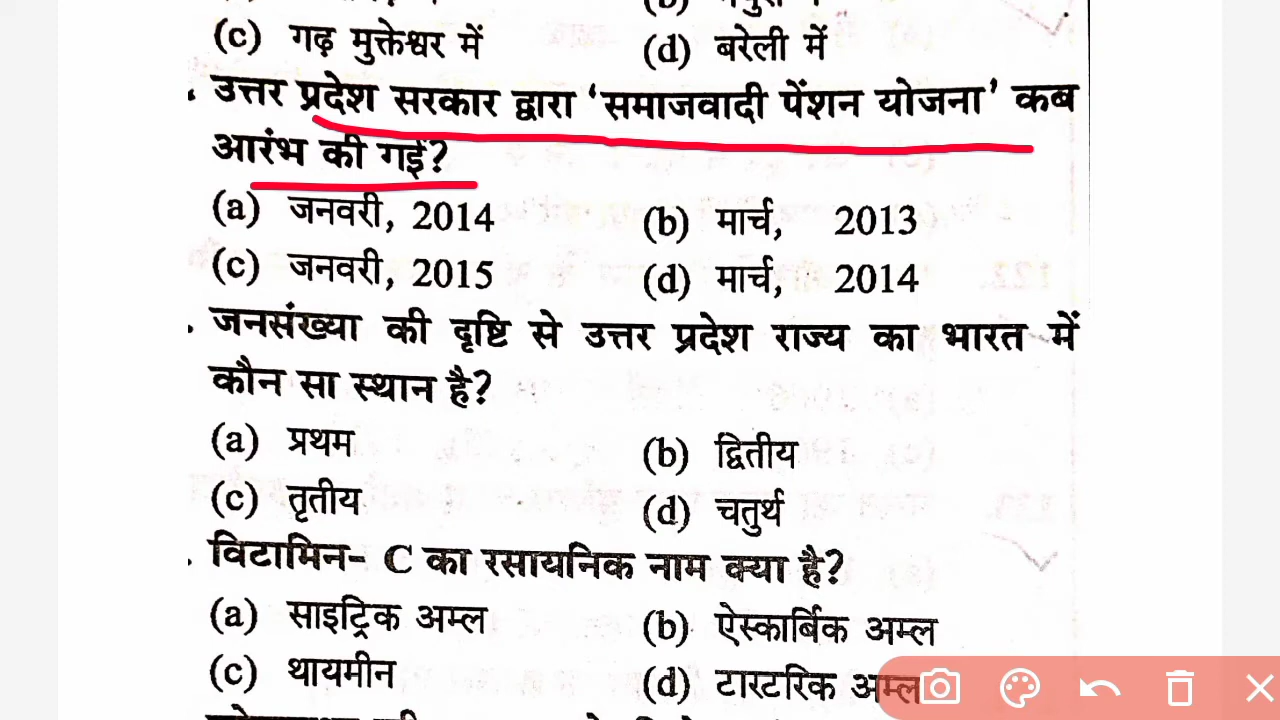 (c) गढ़ मुक्तेश्वर में (d) बरेली में
उत्तर प्रदेश सरकार द्वारा ‘समाजवादी पेंशन योजना’ कब
आरंभ की गई?
(a) जनवरी, 2014 (b) मार्च, 2013
(c) जनवरी, 2015 (d) मार्च, 2014
जनसंख्या की दृष्टि से उत्तर प्रदेश राज्य का भारत में
कौन सा स्थान है?
(a) प्रथम (b) द्वितीय
(c) तृतीय (d) चतुर्थ
विटामिन- C का रसायनिक नाम क्या है?
(a) साइट्रिक अम्ल (b) ऐस्कार्बिक अम्ल
(c) थायमीन (d) टारटरिक अम्ल